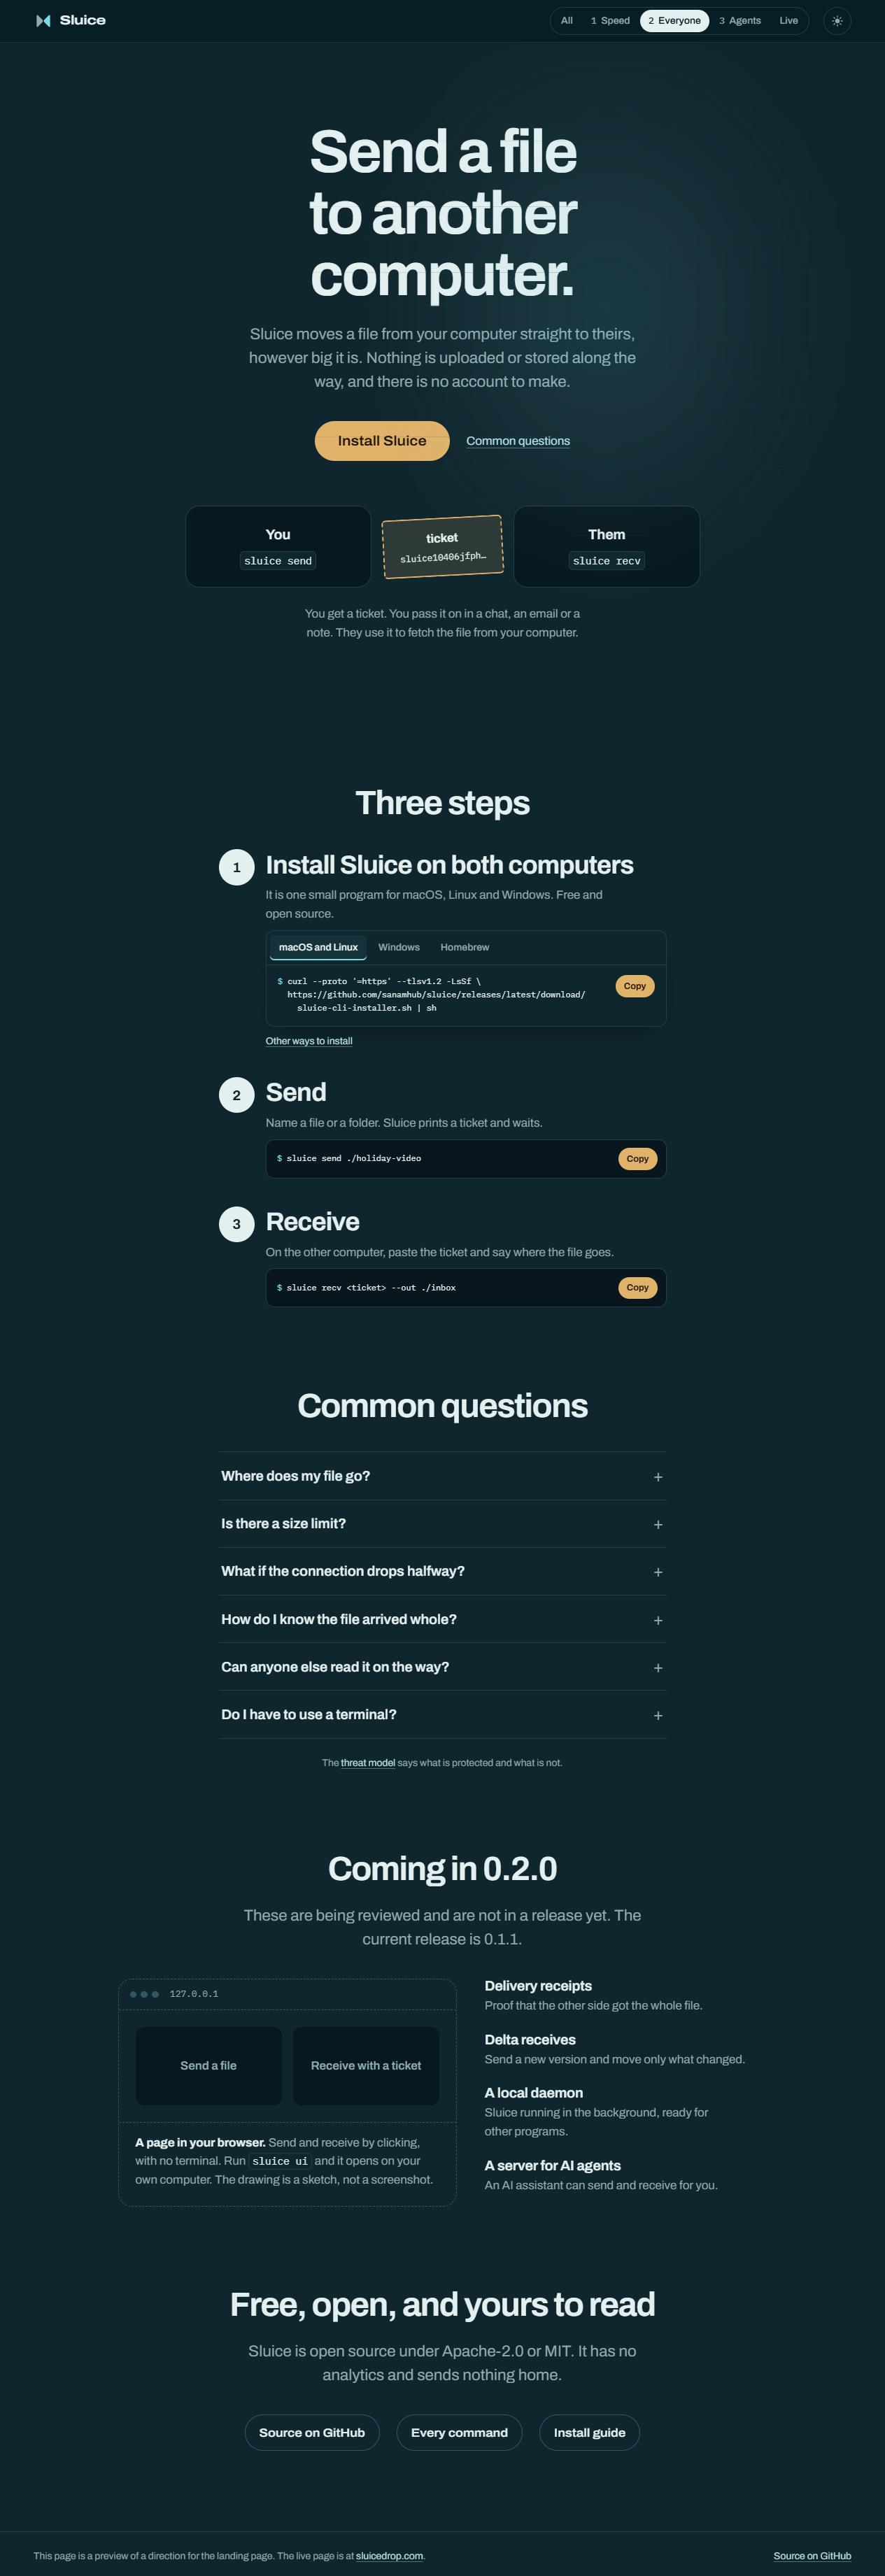 Sluice
All 1 Speed 2 Everyone 3 Agents Live
Send a file
to another
computer.
Sluice moves a file from your computer straight to theirs,
however big it is. Nothing is uploaded or stored along the
way, and there is no account to make.
Install Sluice Common questions
You
sluice send
ticket
sluice10406jfph…
Them
sluice recv
You get a ticket. You pass it on in a chat, an email or a
note. They use it to fetch the file from your computer.
Three steps
1 Install Sluice on both computers
It is one small program for macOS, Linux and Windows. Free and
open source.
macOS and Linux Windows Homebrew
$ curl --proto '=https' --tlsv1.2 -LsSf \
https://github.com/sanamhub/sluice/releases/latest/download/
sluice-cli-installer.sh | sh
Copy
Other ways to install
2 Send
Name a file or a folder. Sluice prints a ticket and waits.
$ sluice send ./holiday-video Copy
3 Receive
On the other computer, paste the ticket and say where the file goes.
$ sluice recv <ticket> --out ./inbox Copy
Common questions
Where does my file go? +
Is there a size limit? +
What if the connection drops halfway? +
How do I know the file arrived whole? +
Can anyone else read it on the way? +
Do I have to use a terminal? +
The threat model says what is protected and what is not.
Coming in 0.2.0
These are being reviewed and are not in a release yet. The
current release is 0.1.1.
127.0.0.1
Send a file Receive with a ticket
A page in your browser. Send and receive by clicking,
with no terminal. Run sluice ui and it opens on your
own computer. The drawing is a sketch, not a screenshot.
Delivery receipts
Proof that the other side got the whole file.
Delta receives
Send a new version and move only what changed.
A local daemon
Sluice running in the background, ready for
other programs.
A server for AI agents
An AI assistant can send and receive for you.
Free, open, and yours to read
Sluice is open source under Apache-2.0 or MIT. It has no
analytics and sends nothing home.
Source on GitHub Every command Install guide
This page is a preview of a direction for the landing page. The live page is at sluicedrop.com.
Source on GitHub